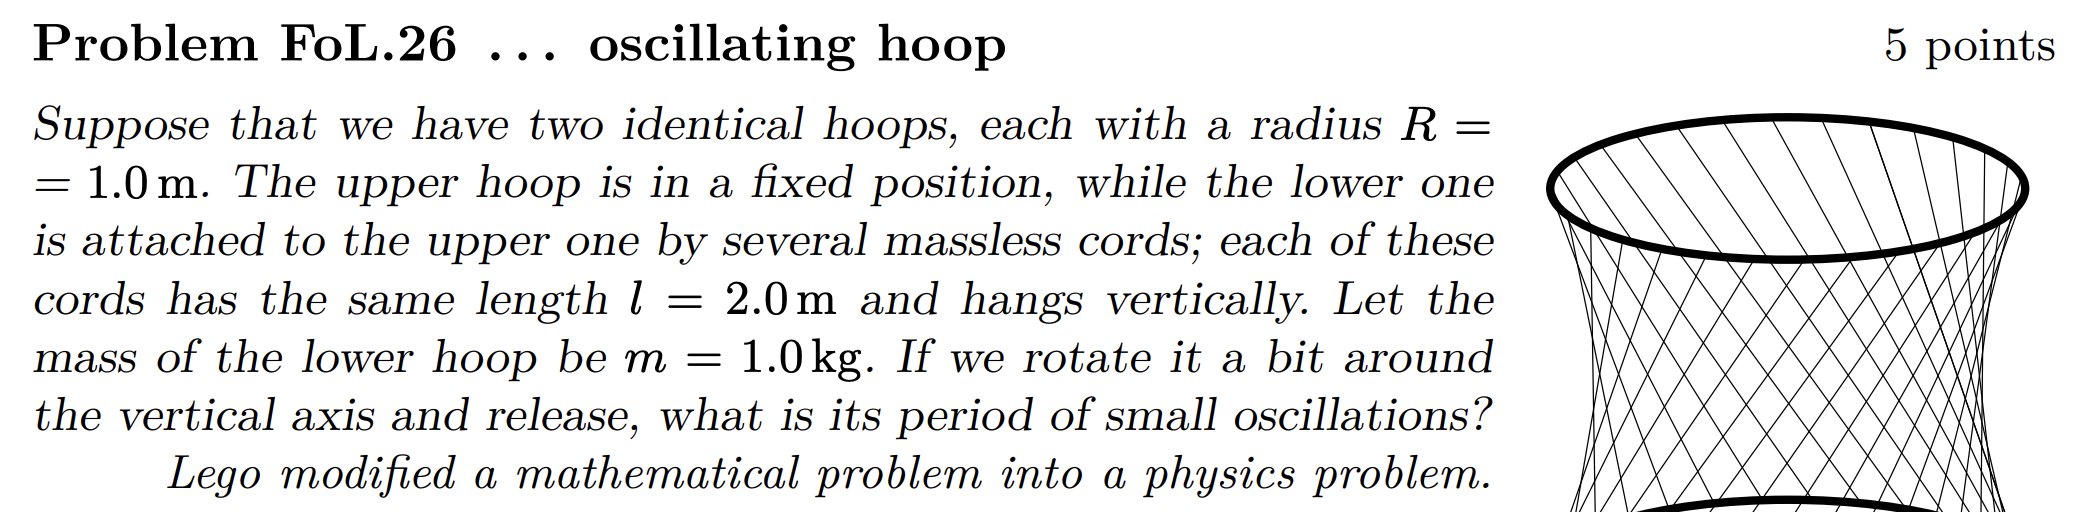 Problem FoL.26 ... oscillating hoop 5 points
Suppose that we have two identical hoops, each with a radius R =
= 1.0 m. The upper hoop is in a fixed position, while the lower one
is attached to the upper one by several massless cords; each of these
cords has the same length l = 2.0 m and hangs vertically. Let the
mass of the lower hoop be m = 1.0 kg. If we rotate it a bit around
the vertical axis and release, what is its period of small oscillations?
Lego modified a mathematical problem into a physics problem.